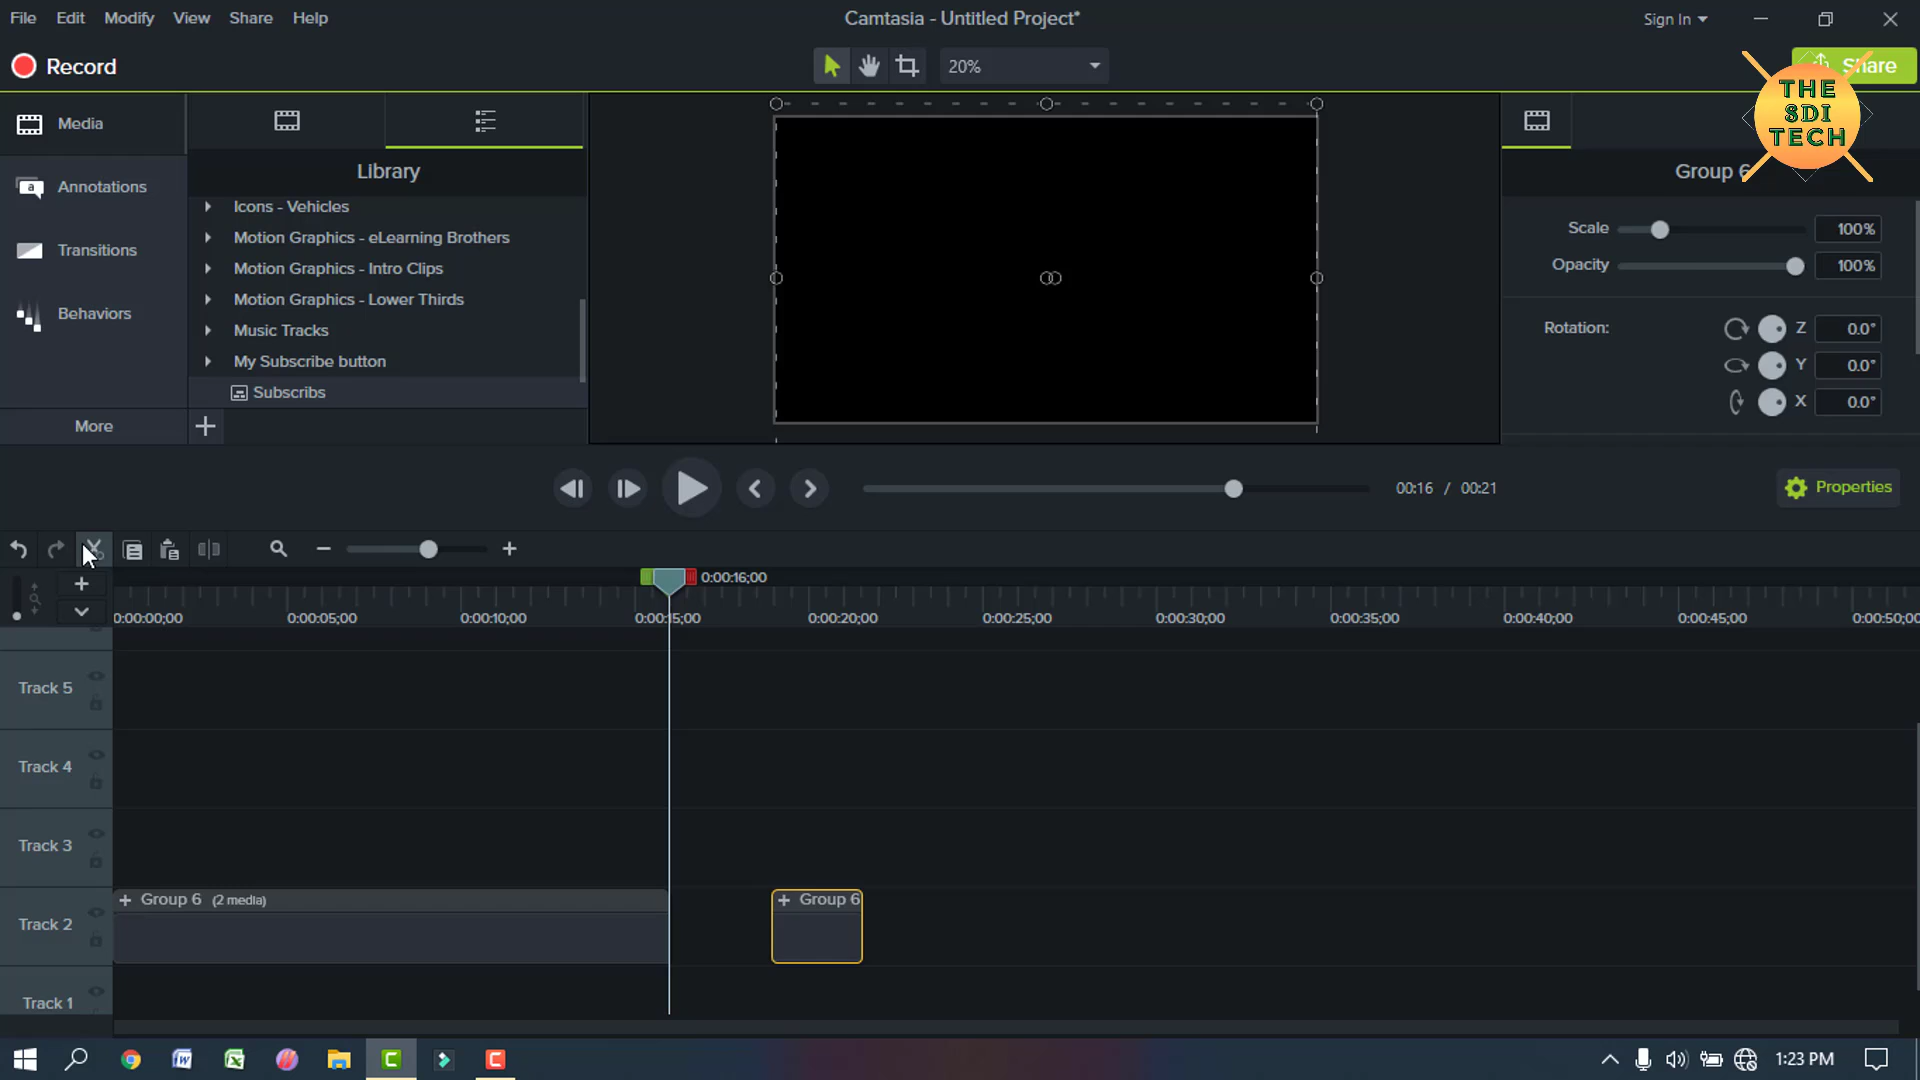 File Edit Modify View Share Help
Camtasia - Untitled Project*
Sign In
Record
20%
Share
THE
SDI
TECH
Media
Annotations
Transitions
Behaviors
More
Library
Icons - Vehicles
Motion Graphics - eLearning Brothers
Motion Graphics - Intro Clips
Motion Graphics - Lower Thirds
Music Tracks
My Subscribe button
Subscribs
Group 6
Scale 100%
Opacity 100%
Rotation: Z 0.0°
Y 0.0°
X 0.0°
00:16 / 00:21
Properties
0:00:16;00
0:00:00;00 0:00:05;00 0:00:10;00 0:00:15;00 0:00:20;00 0:00:25;00 0:00:30;00 0:00:35;00 0:00:40;00 0:00:45;00 0:00:50;00
Track 5
Track 4
Track 3
Track 2
+ Group 6 (2 media)
+ Group 6
Track 1
1:23 PM